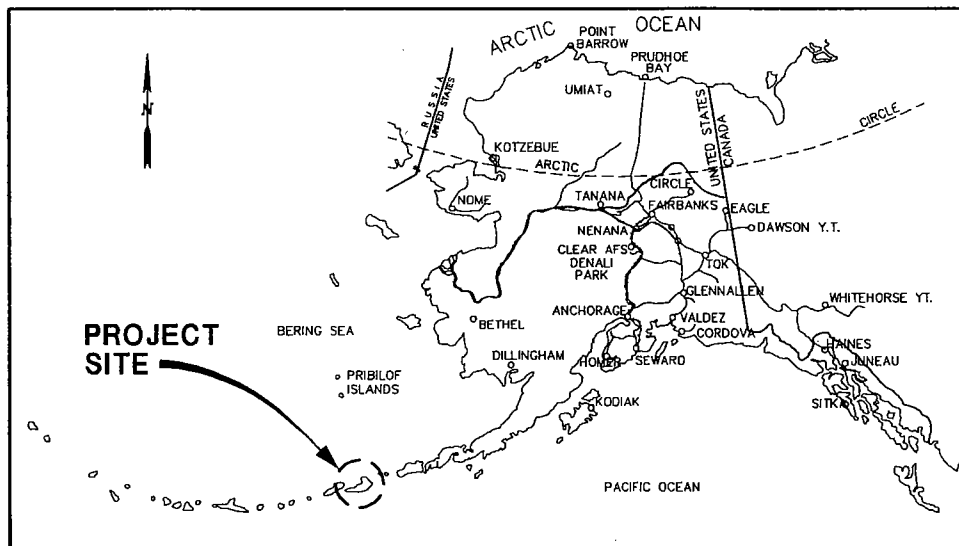 ARCTIC OCEAN
POINT
BARROW
PRUDHOE
BAY
UMIAT
RUSSIA
UNITED STATES
N
KOTZEBUE
ARCTIC
CIRCLE
UNITED STATES
CANADA
NOME
TANANA
CIRCLE
FAIRBANKS
EAGLE
NENANA
DAWSON Y.T.
CLEAR AFS
DENALI
PARK
TOK
GLENNALLEN
WHITEHORSE YT.
ANCHORAGE
VALDEZ
CORDOVA
BETHEL
BERING SEA
PROJECT
SITE
DILLINGHAM
HOMER
SEWARD
HAINES
JUNEAU
PRIBILOF
ISLANDS
KODIAK
SITKA
PACIFIC OCEAN